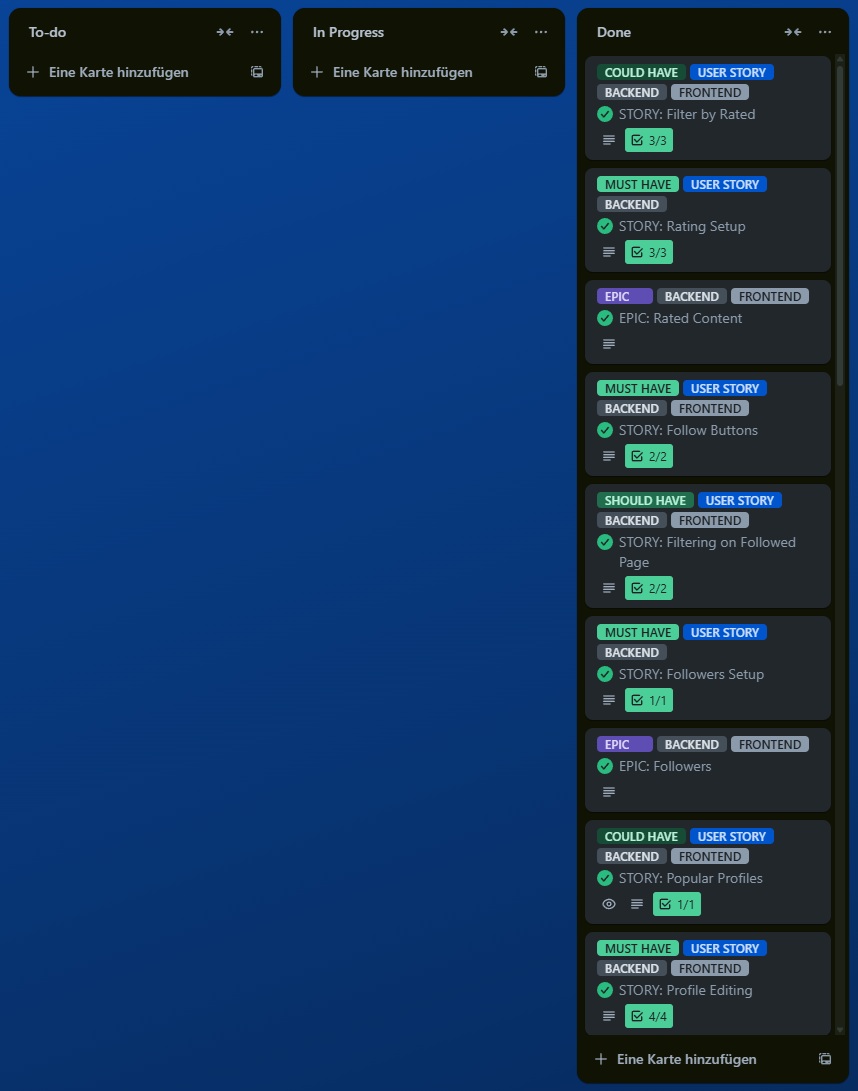 To-do
Eine Karte hinzufügen
In Progress
Eine Karte hinzufügen
Done
COULD HAVE USER STORY
BACKEND FRONTEND
STORY: Filter by Rated
3/3
MUST HAVE USER STORY
BACKEND
STORY: Rating Setup
3/3
EPIC BACKEND FRONTEND
EPIC: Rated Content
MUST HAVE USER STORY
BACKEND FRONTEND
STORY: Follow Buttons
2/2
SHOULD HAVE USER STORY
BACKEND FRONTEND
STORY: Filtering on Followed
Page
2/2
MUST HAVE USER STORY
BACKEND
STORY: Followers Setup
1/1
EPIC BACKEND FRONTEND
EPIC: Followers
COULD HAVE USER STORY
BACKEND FRONTEND
STORY: Popular Profiles
1/1
MUST HAVE USER STORY
BACKEND FRONTEND
STORY: Profile Editing
4/4
Eine Karte hinzufügen